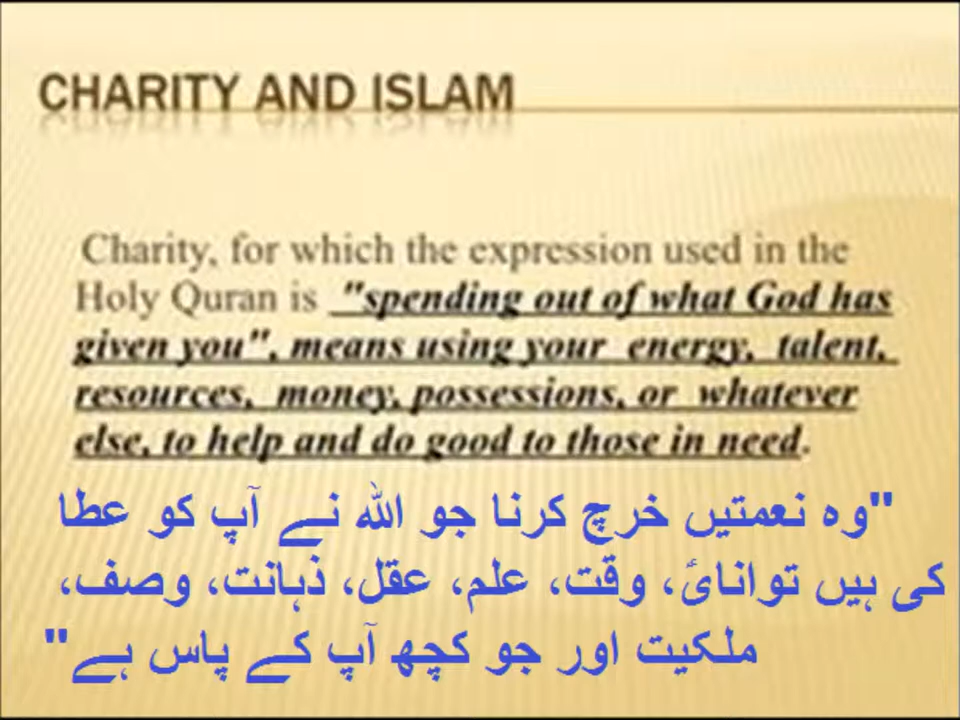 CHARITY AND ISLAM
Charity, for which the expression used in the
Holy Quran is "spending out of what God has
given you", means using your energy, talent,
resources, money, possessions, or whatever
else, to help and do good to those in need.
"وہ نعمتیں خرچ کرنا جو اللہ نے آپ کو عطا
کی ہیں توانائ، وقت، علم، عقل، ذہانت، وصف،
ملکیت اور جو کچھ آپ کے پاس ہے"